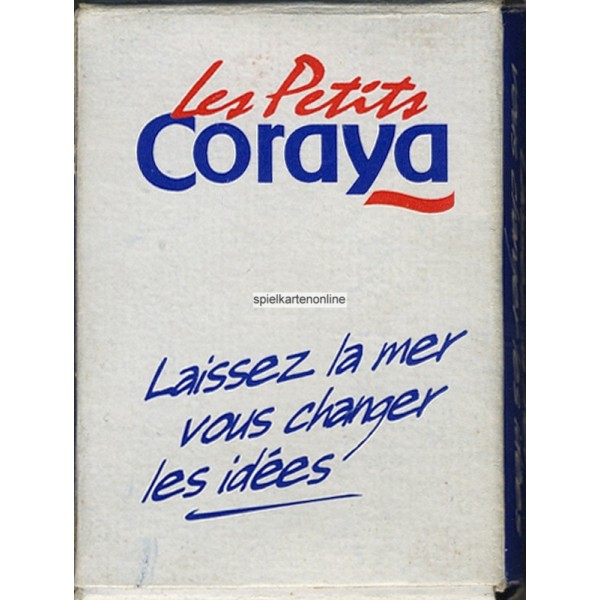 Les Petits
Coraya
spielkartenonline
Laissez la mer
vous changer
les idées